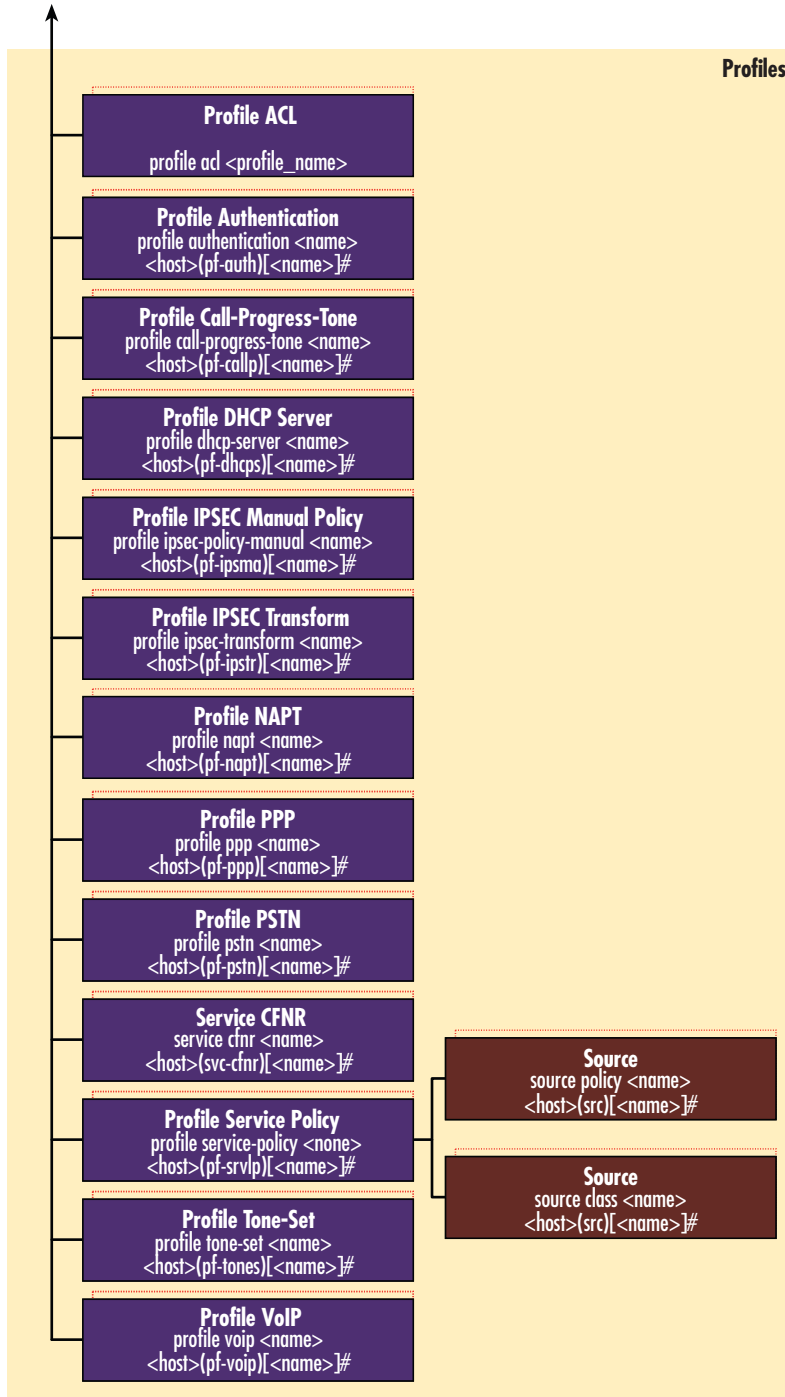 Profiles
Profile ACL
profile acl <profile_name>
Profile Authentication
profile authentication <name>
<host>(pf-auth)[<name>]#
Profile Call-Progress-Tone
profile call-progress-tone <name>
<host>(pf-callp)[<name>]#
Profile DHCP Server
profile dhcp-server <name>
<host>(pf-dhcps)[<name>]#
Profile IPSEC Manual Policy
profile ipsec-policy-manual <name>
<host>(pf-ipsma)[<name>]#
Profile IPSEC Transform
profile ipsec-transform <name>
<host>(pf-ipstr)[<name>]#
Profile NAPT
profile napt <name>
<host>(pf-napt)[<name>]#
Profile PPP
profile ppp <name>
<host>(pf-ppp)[<name>]#
Profile PSTN
profile pstn <name>
<host>(pf-pstn)[<name>]#
Service CFNR
service cfnr <name>
<host>(svc-cfnr)[<name>]#
Profile Service Policy
profile service-policy <none>
<host>(pf-srvlp)[<name>]#
Source
source policy <name>
<host>(src)[<name>]#
Source
source class <name>
<host>(src)[<name>]#
Profile Tone-Set
profile tone-set <name>
<host>(pf-tones)[<name>]#
Profile VoIP
profile voip <name>
<host>(pf-voip)[<name>]#